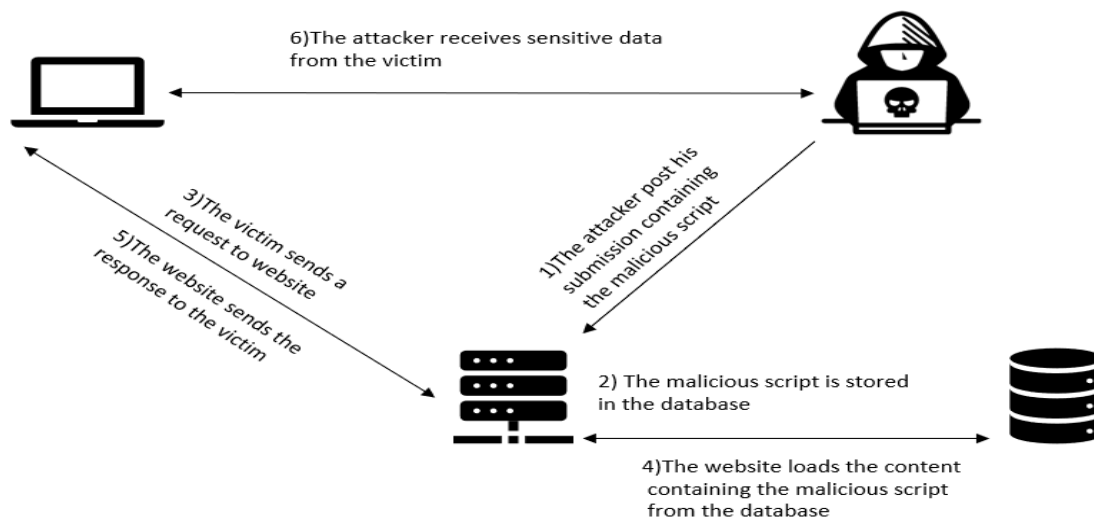 6)The attacker receives sensitive data
from the victim
1)The attacker post his
submission containing
the malicious script
3)The victim sends a
request to website
5)The website sends the
response to the victim
2) The malicious script is stored
in the database
4)The website loads the content
containing the malicious script
from the database